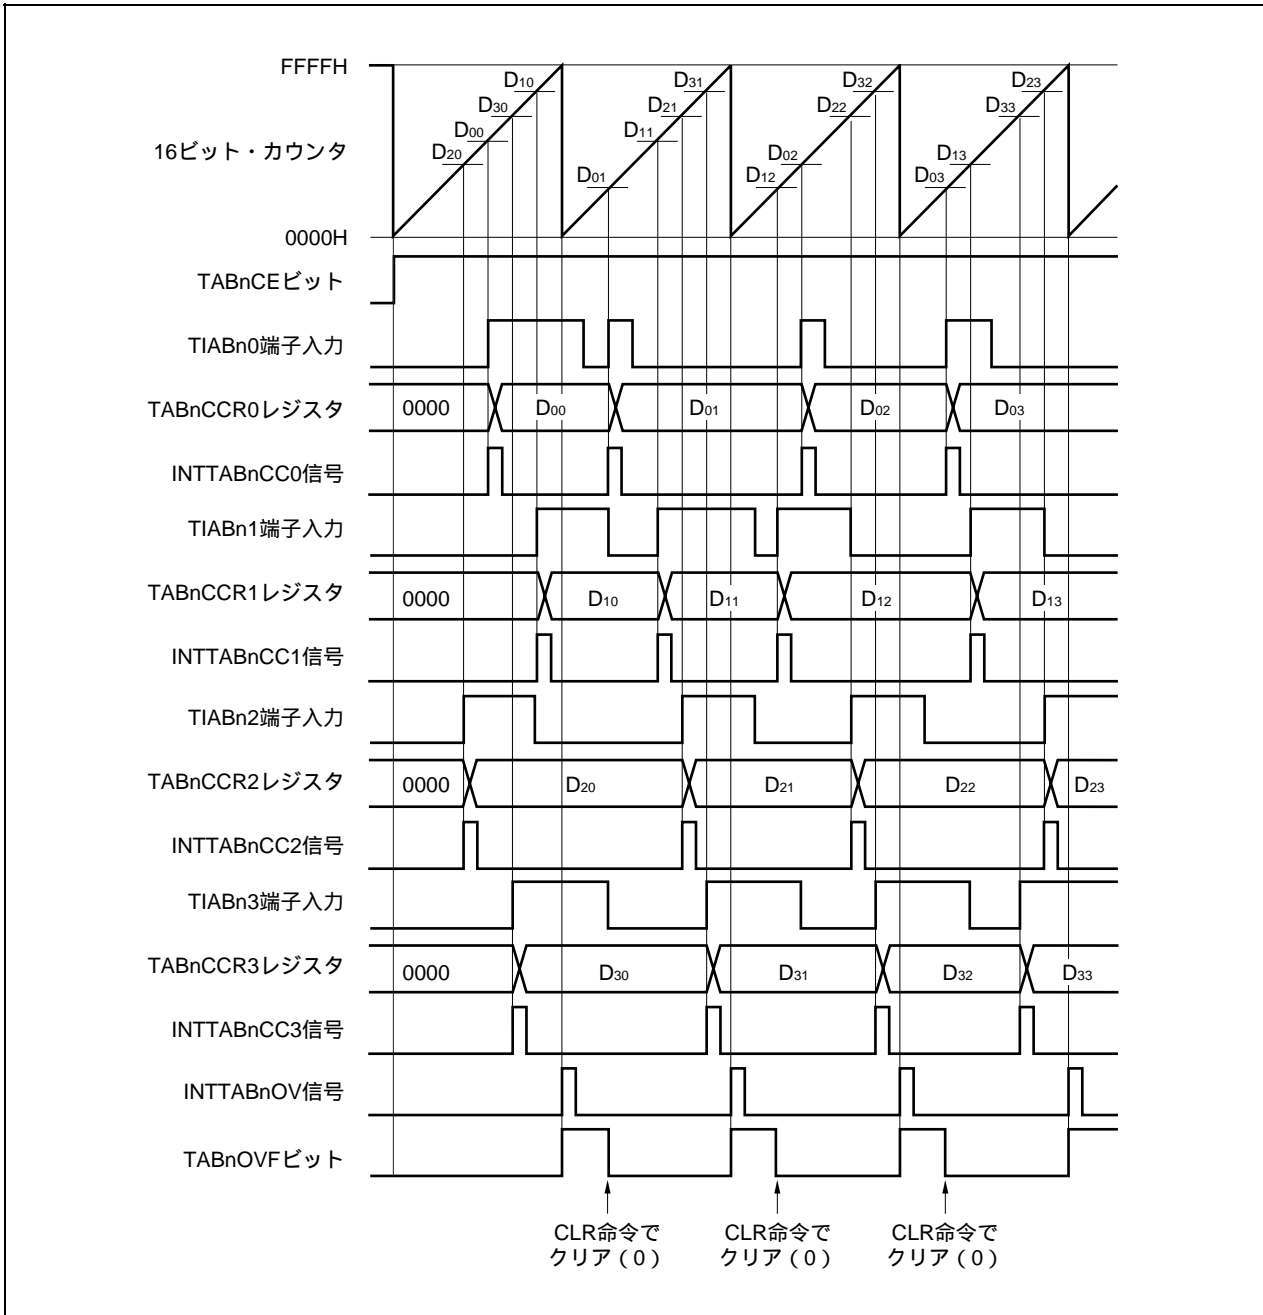 FFFFH
D10
D31
D32
D23
D30
D21
D22
D33
D00
D11
D02
D13
16ビット・カウンタ
D20
D01
D12
D03
0000H
TABnCEビット
TIABn0端子入力
TABnCCR0レジスタ 0000 D00 D01 D02 D03
INTTABnCC0信号
TIABn1端子入力
TABnCCR1レジスタ 0000 D10 D11 D12 D13
INTTABnCC1信号
TIABn2端子入力
TABnCCR2レジスタ 0000 D20 D21 D22 D23
INTTABnCC2信号
TIABn3端子入力
TABnCCR3レジスタ 0000 D30 D31 D32 D33
INTTABnCC3信号
INTTABnOV信号
TABnOVFビット
CLR命令で
クリア（0）
CLR命令で
クリア（0）
CLR命令で
クリア（0）